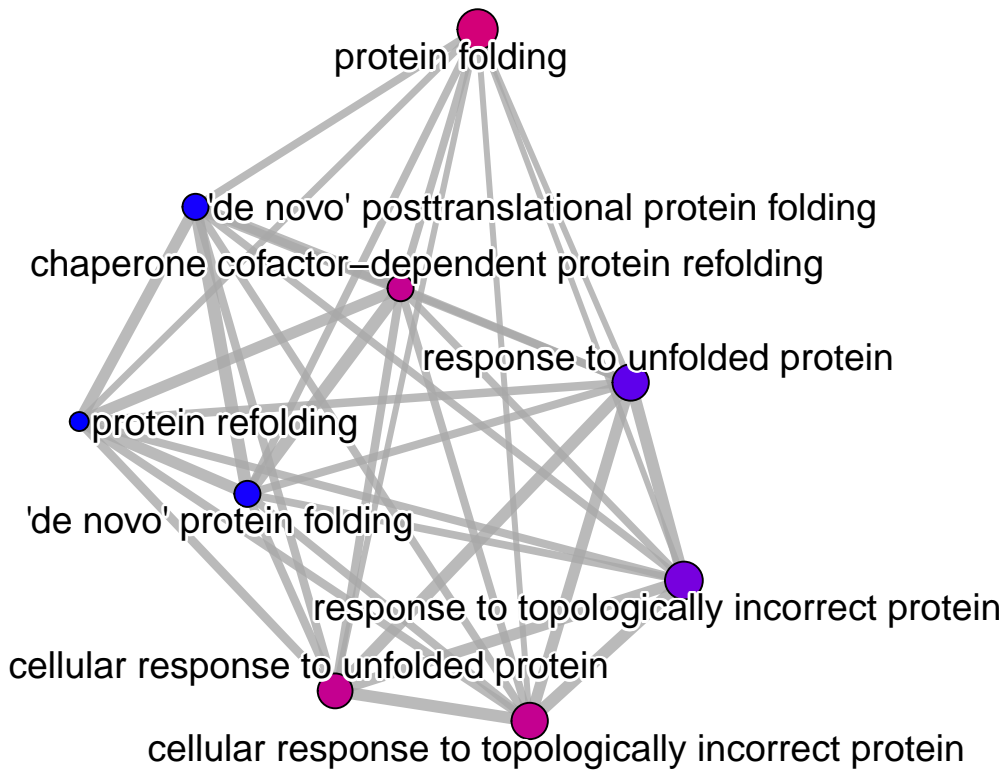 protein folding
'de novo' posttranslational protein folding
chaperone cofactor−dependent protein refolding
response to unfolded protein
protein refolding
'de novo' protein folding
response to topologically incorrect protein
cellular response to unfolded protein
cellular response to topologically incorrect protein